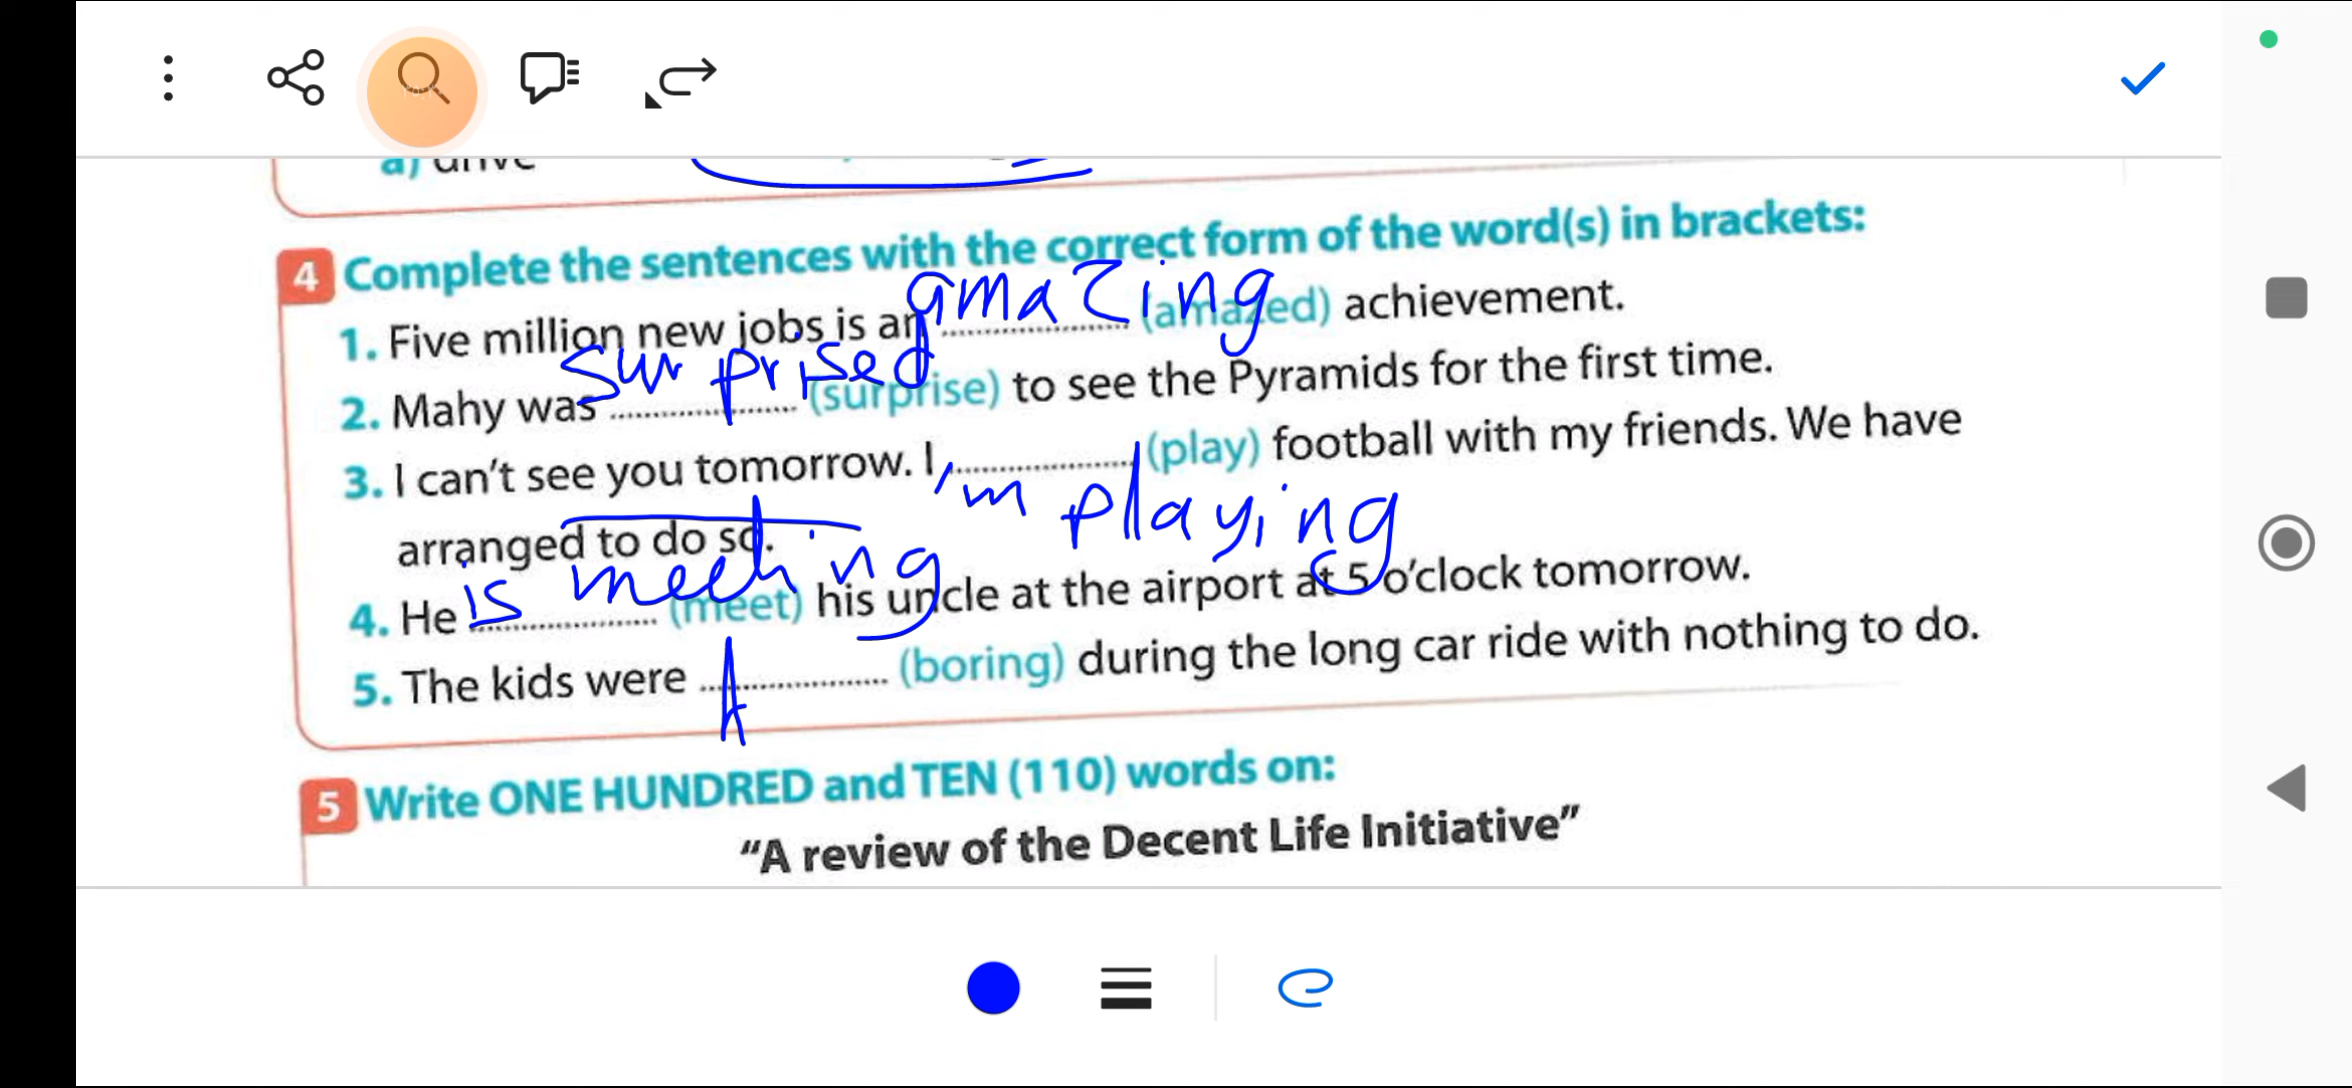 a) drive
4 Complete the sentences with the correct form of the word(s) in brackets:
amazing
1. Five million new jobs is an .................... (amazed) achievement.
surprised
2. Mahy was .................... (surprise) to see the Pyramids for the first time.
3. I can't see you tomorrow. I .................... (play) football with my friends. We have
'm playing
arranged to do so.
is meeting
4. He .................... (meet) his uncle at the airport at 5 o'clock tomorrow.
5. The kids were .................... (boring) during the long car ride with nothing to do.
5 Write ONE HUNDRED and TEN (110) words on:
"A review of the Decent Life Initiative"